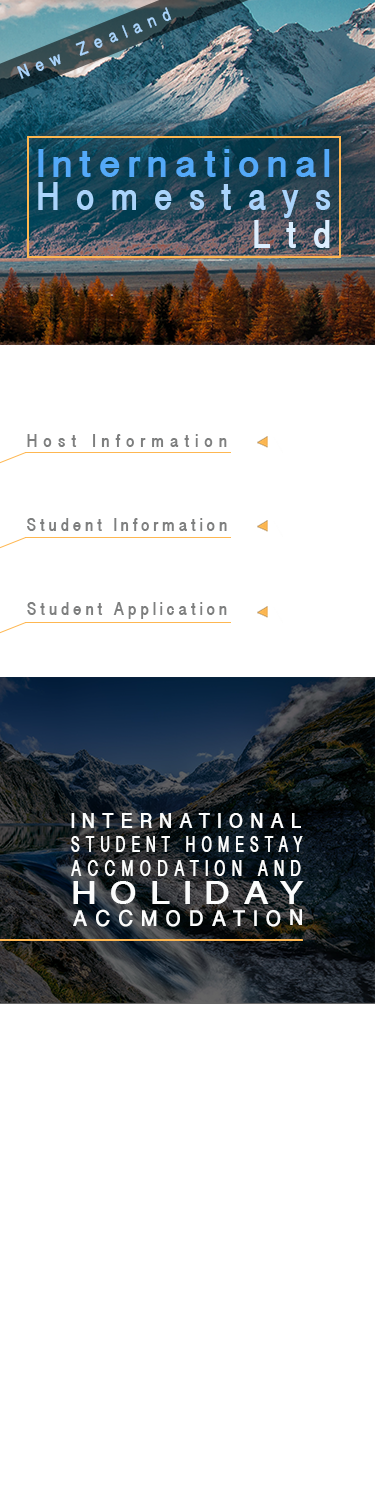 New Zealand
International
Homestays
Ltd
Host Information
Student Information
Student Application
INTERNATIONAL
STUDENT HOMESTAY
ACCMODATION AND
HOLIDAY
ACCMODATION